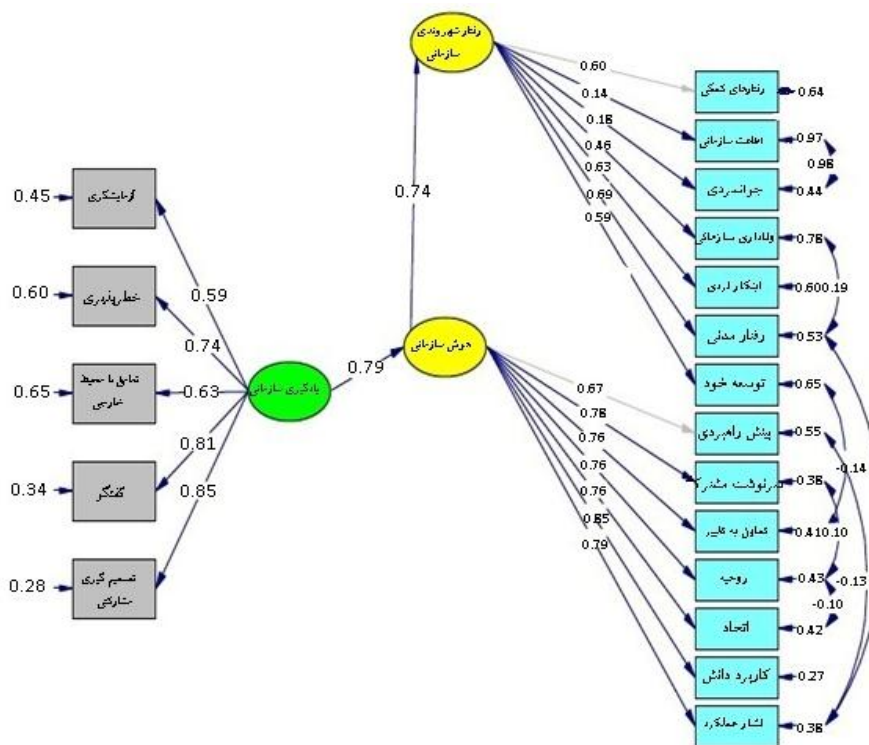 رفتار شهروندی
سازمانی
0.60
0.14
0.18
0.46
0.63
0.69
0.59
رفتارهای کمکی
0.64
اطاعت سازمانی
0.97
0.98
جوانمردی
0.44
وفاداری سازمانی
0.78
ابتکار فردی
0.60
0.19
رفتار مدنی
0.53
توسعه خود
0.65
0.74
0.45
آزمایشگری
0.59
0.60
خطرپذیری
0.74
0.65
تعامل با محیط
خارجی
0.63
0.34
گفتگو
0.81
0.28
تصمیم گیری
مشارکتی
0.85
یادگیری سازمانی
0.79
هوش سازمانی
0.67
0.78
0.76
0.76
0.76
0.85
0.79
بینش راهبردی
0.55
-0.14
سرنوشت مشترک
0.38
تمایل به تغییر
0.41
0.10
روحیه
0.43
-0.13
-0.10
اتحاد
0.42
کاربرد دانش
0.27
فشار عملکرد
0.38